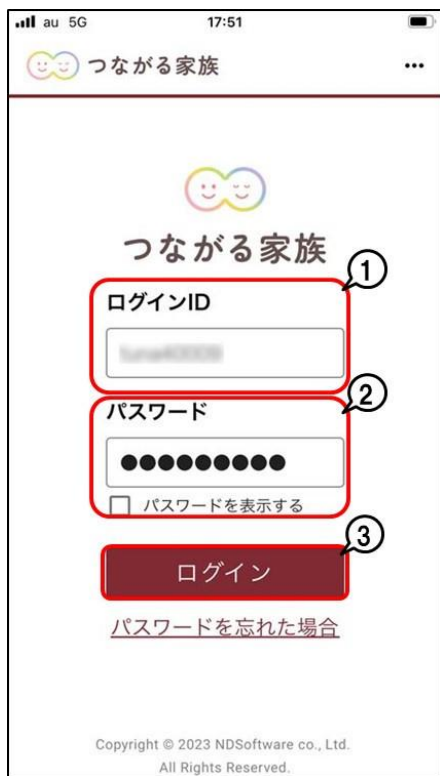 au 5G 17:51
つながる家族
つながる家族
①
ログインID
②
パスワード
●●●●●●●●●
パスワードを表示する
③
ログイン
パスワードを忘れた場合
Copyright © 2023 NDSoftware co., Ltd.
All Rights Reserved.